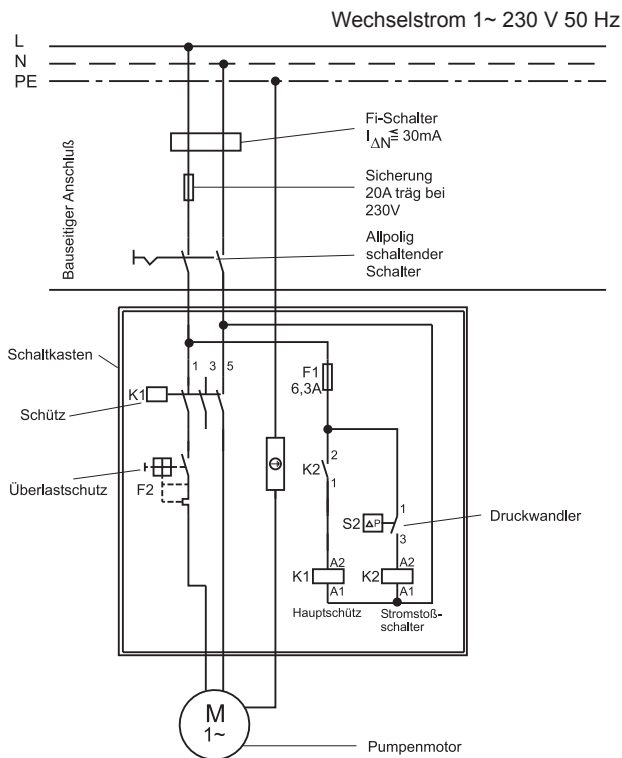 Wechselstrom 1~ 230 V 50 Hz
L
N
PE
Bauseitiger Anschluß
Fi-Schalter
I ΔN ≦ 30mA
Sicherung
20A träg bei
230V
Allpolig
schaltender
Schalter
Schaltkasten
1 3 5
K1
Schütz
F1
6,3A
2
K2
1
Überlastschutz
F2
S2
ΔP
1
3
Druckwandler
K1
A2
A1
K2
A2
A1
Hauptschütz
Stromstoß-
schalter
M
1~
Pumpenmotor